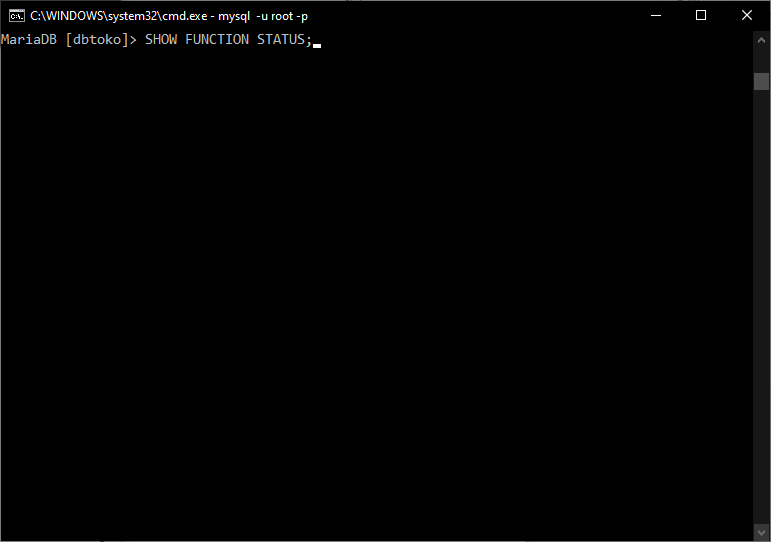 C:\WINDOWS\system32\cmd.exe - mysql  -u root -p
MariaDB [dbtoko]> SHOW FUNCTION STATUS;